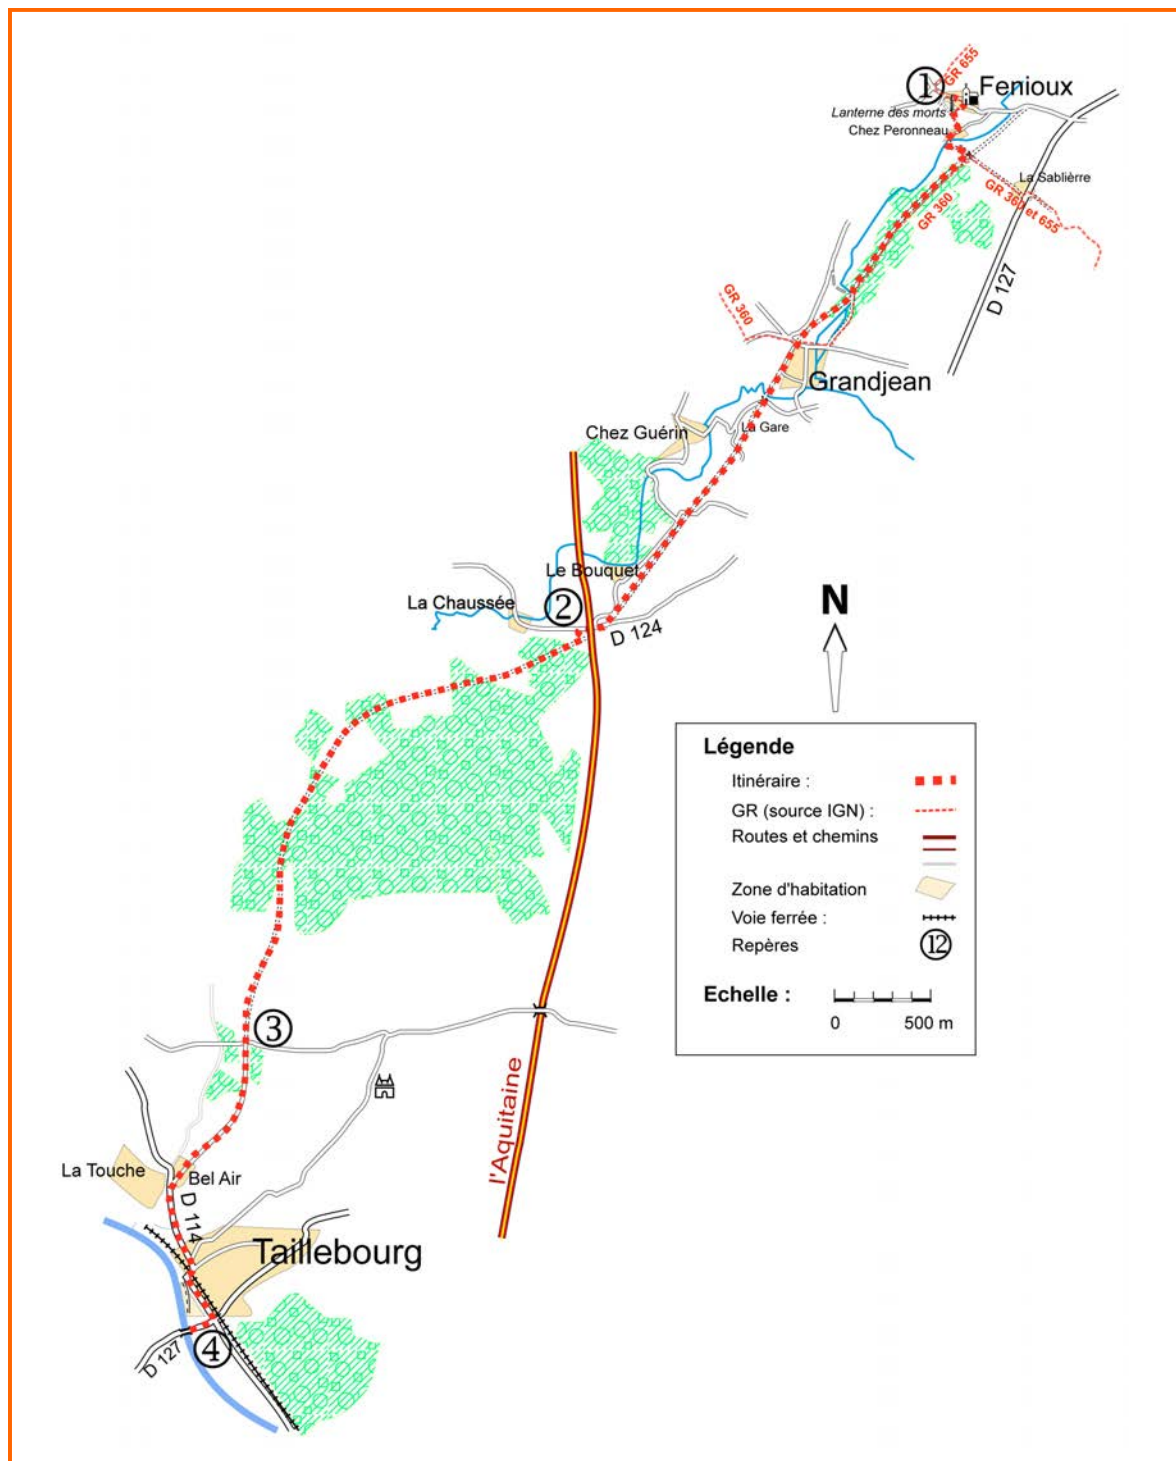 GR 655
①
Fenioux
Lanterne des morts
Chez Peronneau
La Sablièrre
GR 360 et 655
GR 360
D 127
GR 360
Grandjean
La Gare
Chez Guérin
Le Bouquet
②
La Chaussée
D 124
N
Légende
Itinéraire :
GR (source IGN) :
Routes et chemins
Zone d'habitation
Voie ferrée :
Repères
⑫
Echelle :
0 500 m
③
l'Aquitaine
La Touche
Bel Air
D 114
Taillebourg
④
D 127